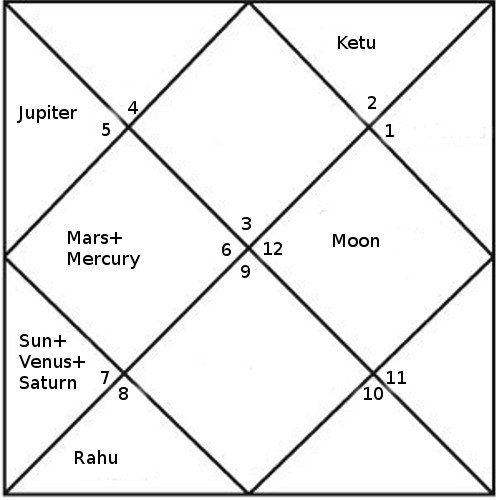 Ketu
2
Jupiter
4
5
1
3
Mars+
Mercury
6
12
Moon
9
Sun+
Venus+
Saturn
7
11
8
10
Rahu